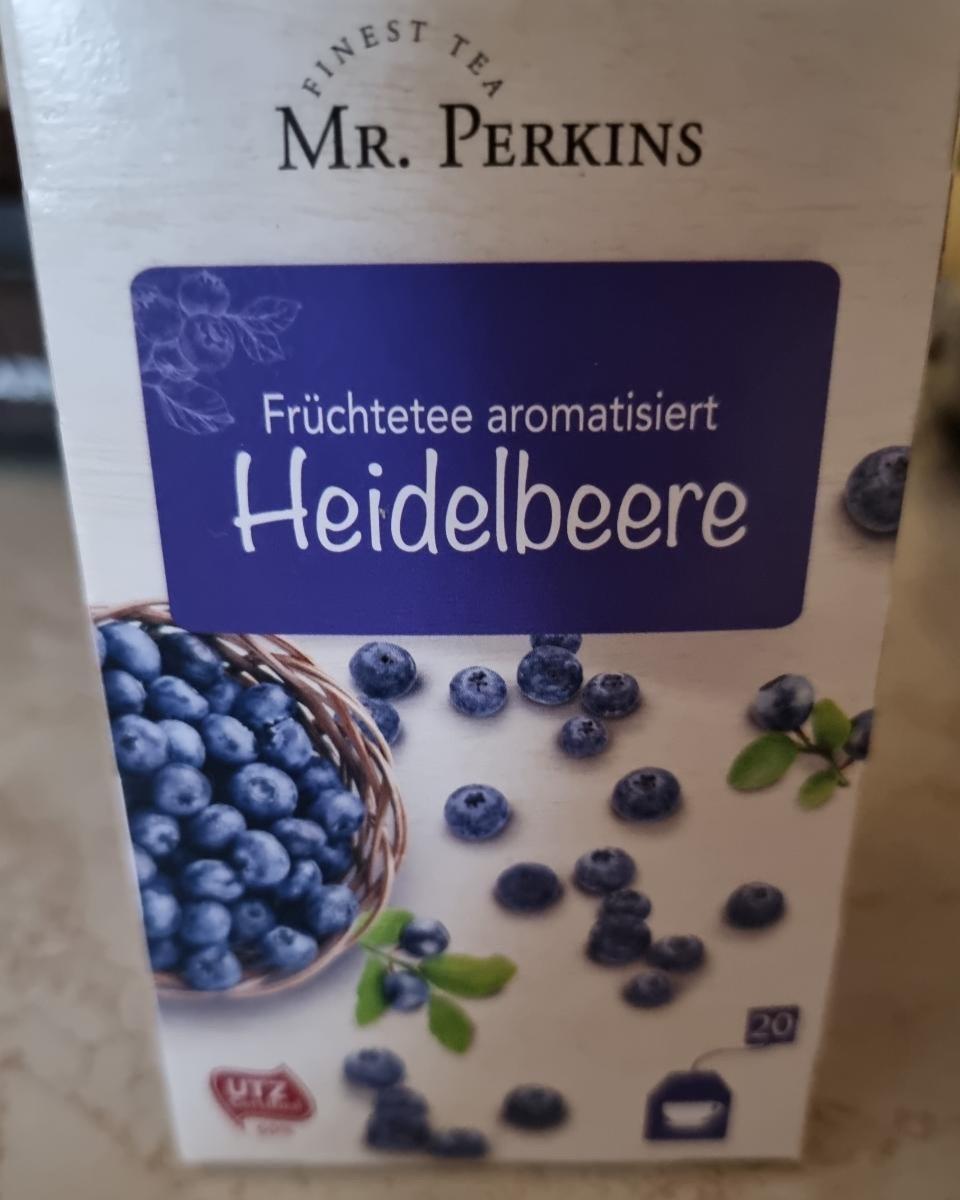 FINEST TEA
MR. PERKINS
Früchtetee aromatisiert
Heidelbeere
20
UTZ